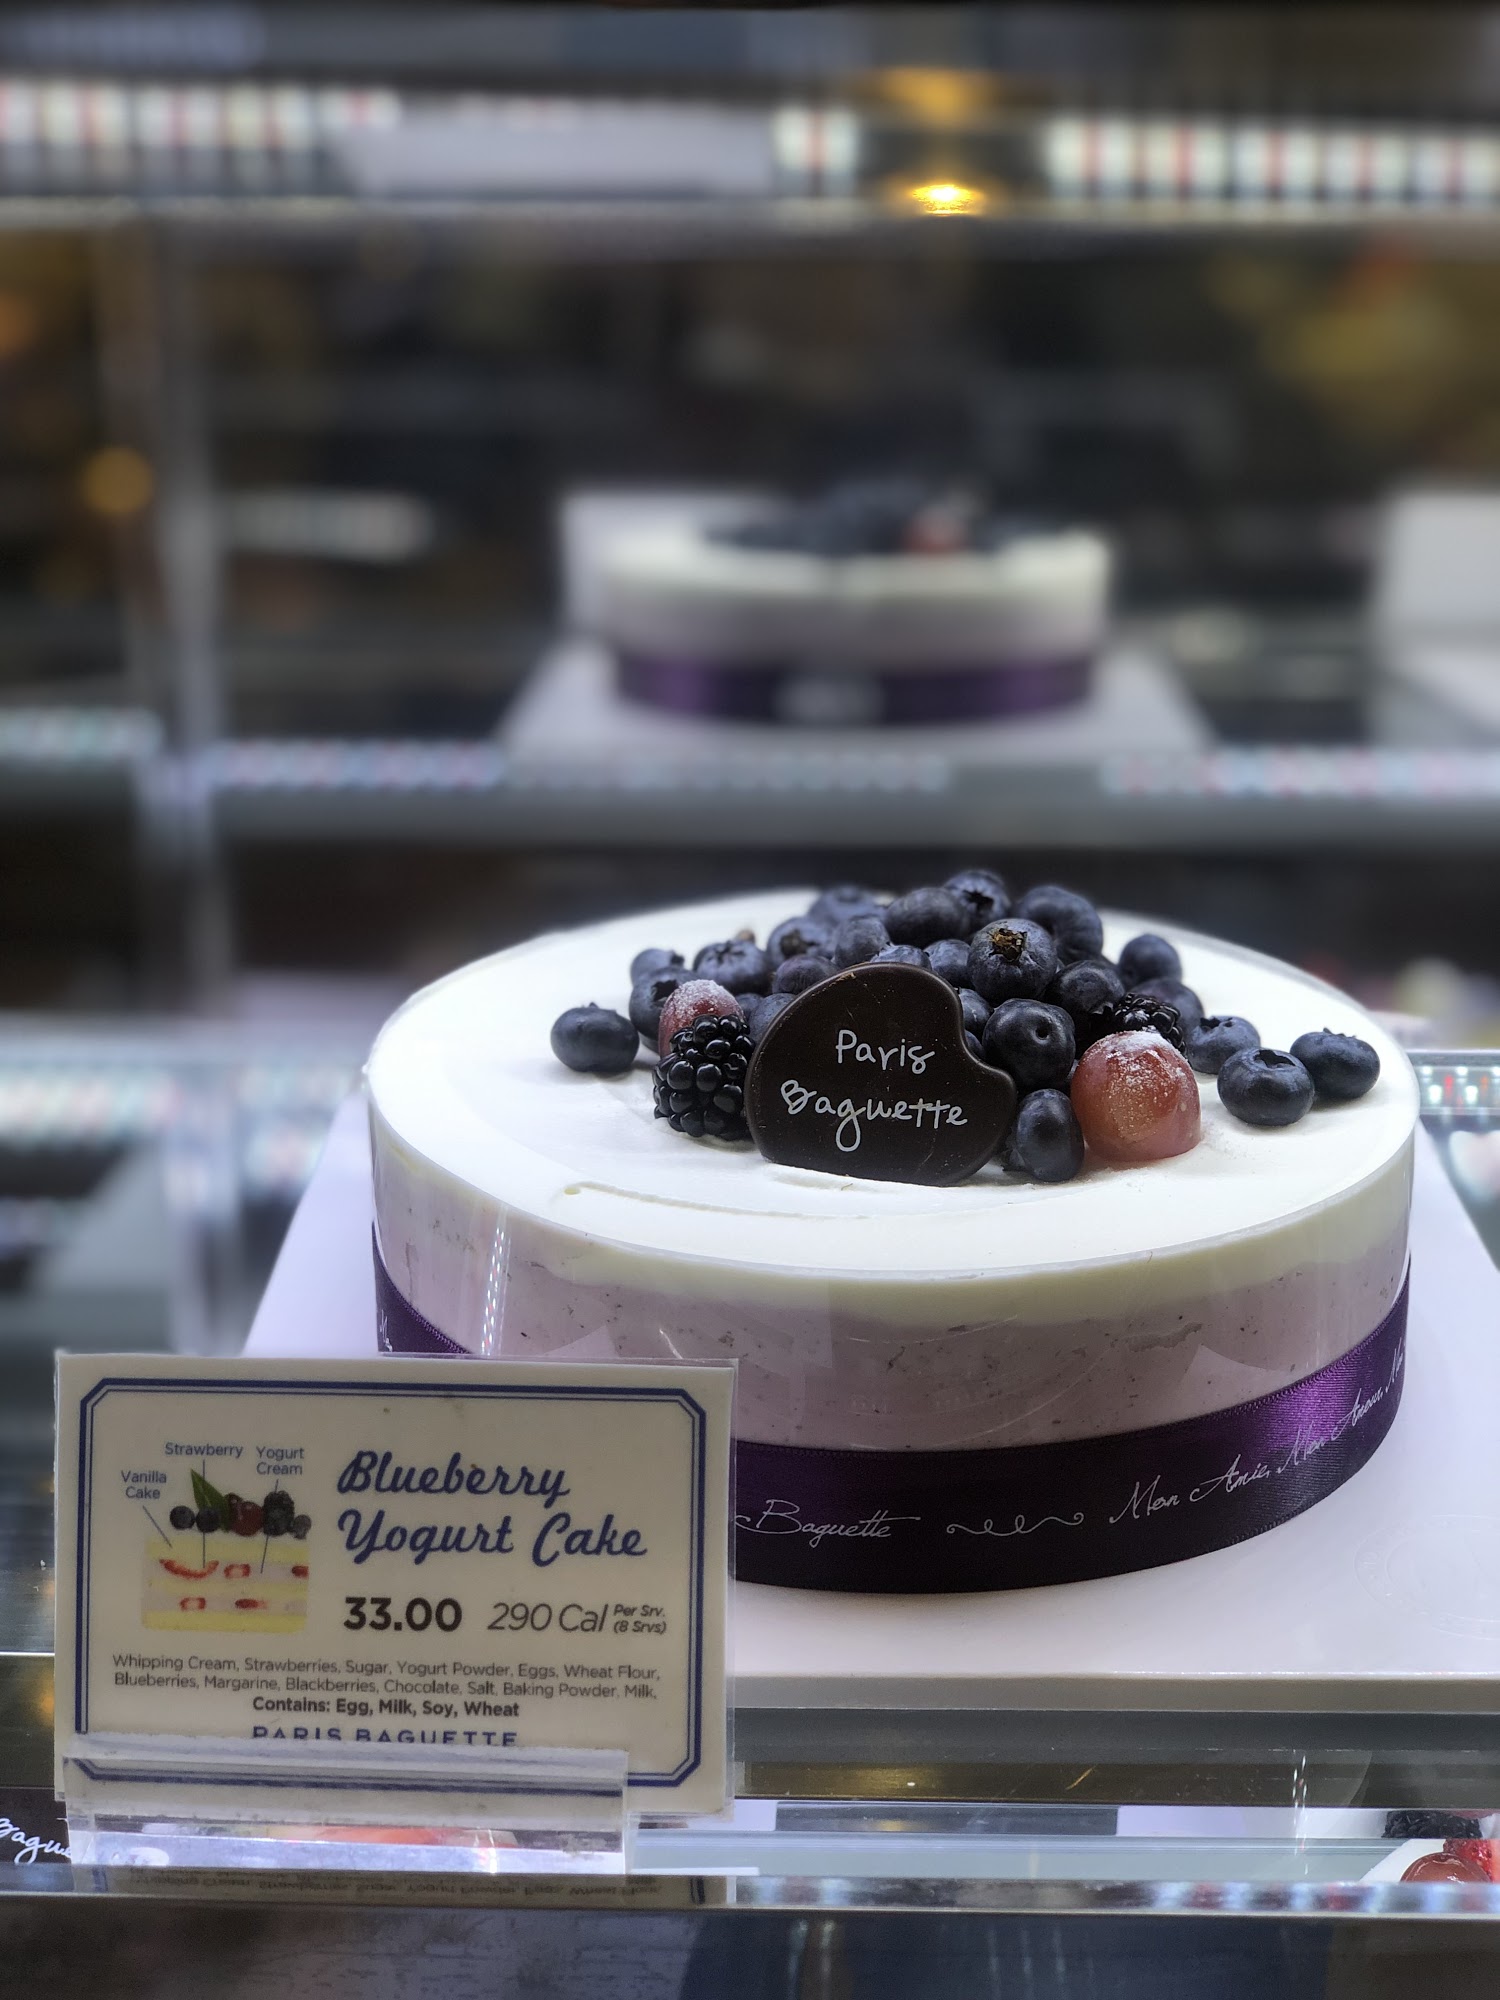 Paris
Baguette
Baguette Mon Amie, Mon Amour, M
Strawberry
Yogurt
Cream
Vanilla
Cake
Blueberry
Yogurt Cake
33.00 290 Cal Per Srv.
(8 Srvs)
Whipping Cream, Strawberries, Sugar, Yogurt Powder, Eggs, Wheat Flour,
Blueberries, Margarine, Blackberries, Chocolate, Salt, Baking Powder, Milk,
Contains: Egg, Milk, Soy, Wheat
PARIS BAGUETTE